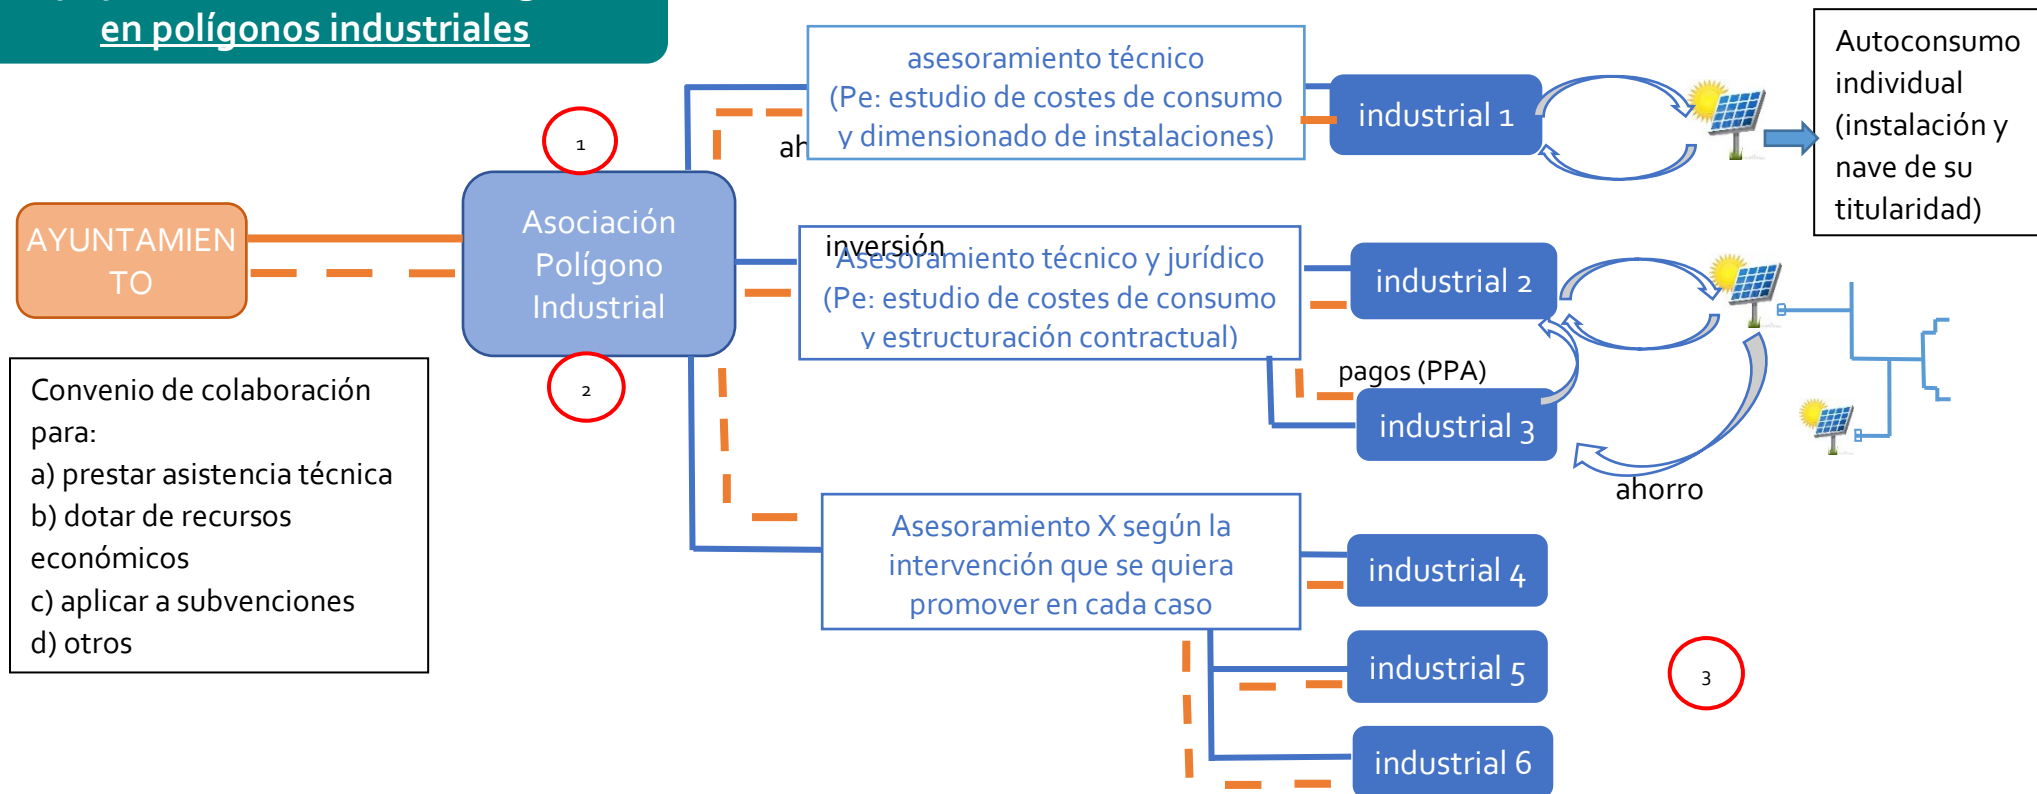 en polígonos industriales
asesoramiento técnico
(Pe: estudio de costes de consumo
y dimensionado de instalaciones)
industrial 1
Autoconsumo
individual
(instalación y
nave de su
titularidad)
1
AYUNTAMIEN
TO
Asociación
Polígono
Industrial
inversión
Asesoramiento técnico y jurídico
(Pe: estudio de costes de consumo
y estructuración contractual)
industrial 2
pagos (PPA)
industrial 3
ahorro
2
Convenio de colaboración
para:
a) prestar asistencia técnica
b) dotar de recursos
económicos
c) aplicar a subvenciones
d) otros
Asesoramiento X según la
intervención que se quiera
promover en cada caso
industrial 4
industrial 5
industrial 6
3